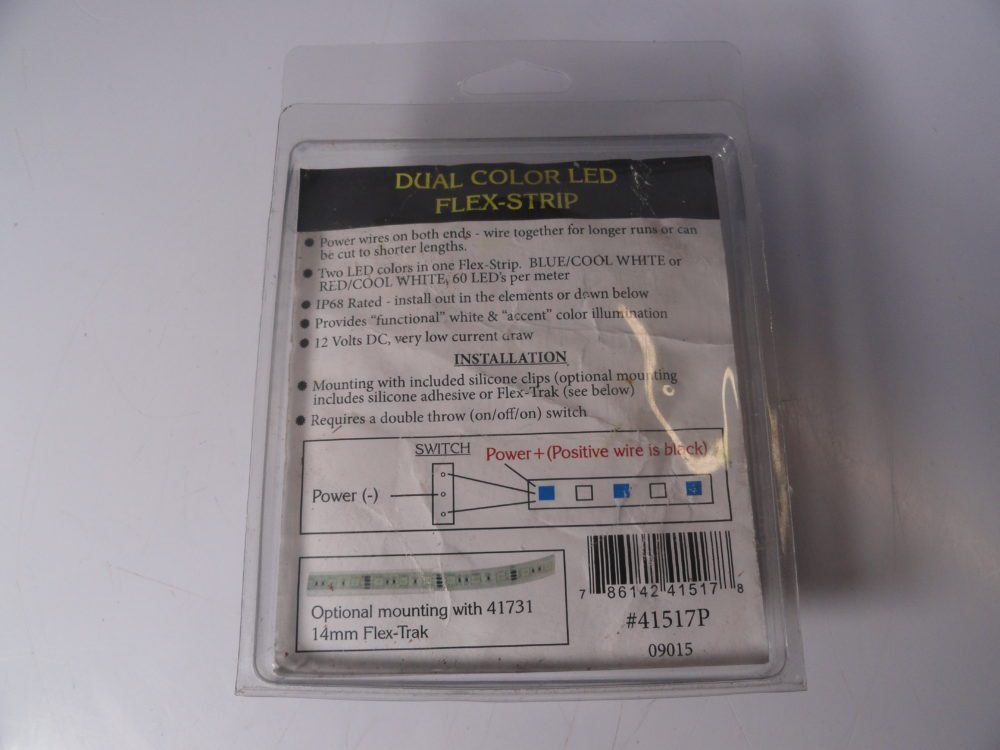 DUAL COLOR LED
FLEX-STRIP
● Power wires on both ends - wire together for longer runs or can
be cut to shorter lengths.
● Two LED colors in one Flex-Strip. BLUE/COOL WHITE or
RED/COOL WHITE, 60 LED's per meter
● IP68 Rated - install out in the elements or down below
● Provides "functional" white & "accent" color illumination
● 12 Volts DC, very low current draw
INSTALLATION
● Mounting with included silicone clips (optional mounting
includes silicone adhesive or Flex-Trak (see below)
● Requires a double throw (on/off/on) switch
SWITCH
Power+(Positive wire is black)
Power (-)
Optional mounting with 41731
14mm Flex-Trak
7 86142 41517 8
#41517P
09015